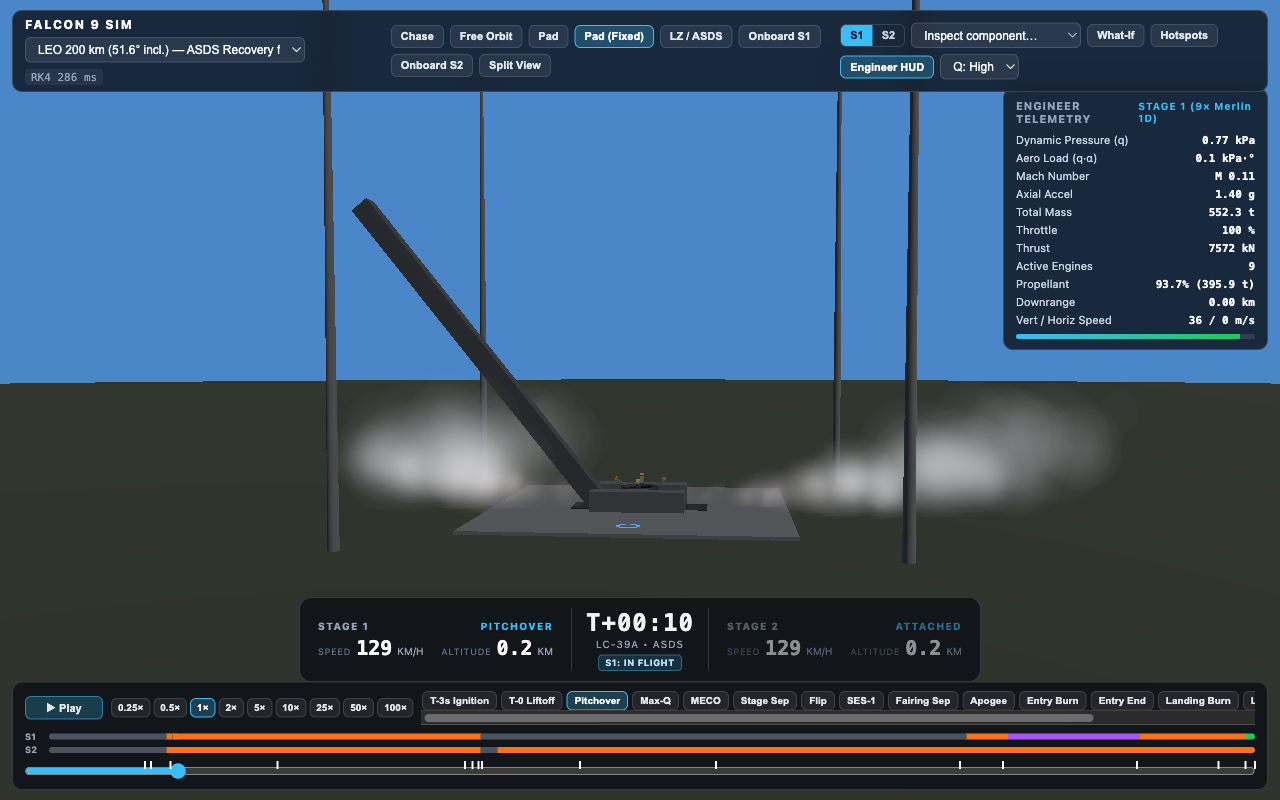 FALCON 9 SIM
LEO 200 km (51.6° incl.) — ASDS Recovery f
RK4 286 ms
Chase
Free Orbit
Pad
Pad (Fixed)
LZ / ASDS
Onboard S1
Onboard S2
Split View
S1
S2
Inspect component…
What-If
Hotspots
Engineer HUD
Q: High
ENGINEER TELEMETRY
STAGE 1 (9× Merlin 1D)
Dynamic Pressure (q) 0.77 kPa
Aero Load (q·α) 0.1 kPa·°
Mach Number M 0.11
Axial Accel 1.40 g
Total Mass 552.3 t
Throttle 100 %
Thrust 7572 kN
Active Engines 9
Propellant 93.7% (395.9 t)
Downrange 0.00 km
Vert / Horiz Speed 36 / 0 m/s
STAGE 1 PITCHOVER
SPEED 129 KM/H ALTITUDE 0.2 KM
T+00:10
LC-39A • ASDS
S1: IN FLIGHT
STAGE 2 ATTACHED
SPEED 129 KM/H ALTITUDE 0.2 KM
Play
0.25×
0.5×
1×
2×
5×
10×
25×
50×
100×
T-3s Ignition
T-0 Liftoff
Pitchover
Max-Q
MECO
Stage Sep
Flip
SES-1
Fairing Sep
Apogee
Entry Burn
Entry End
Landing Burn
L
S1
S2